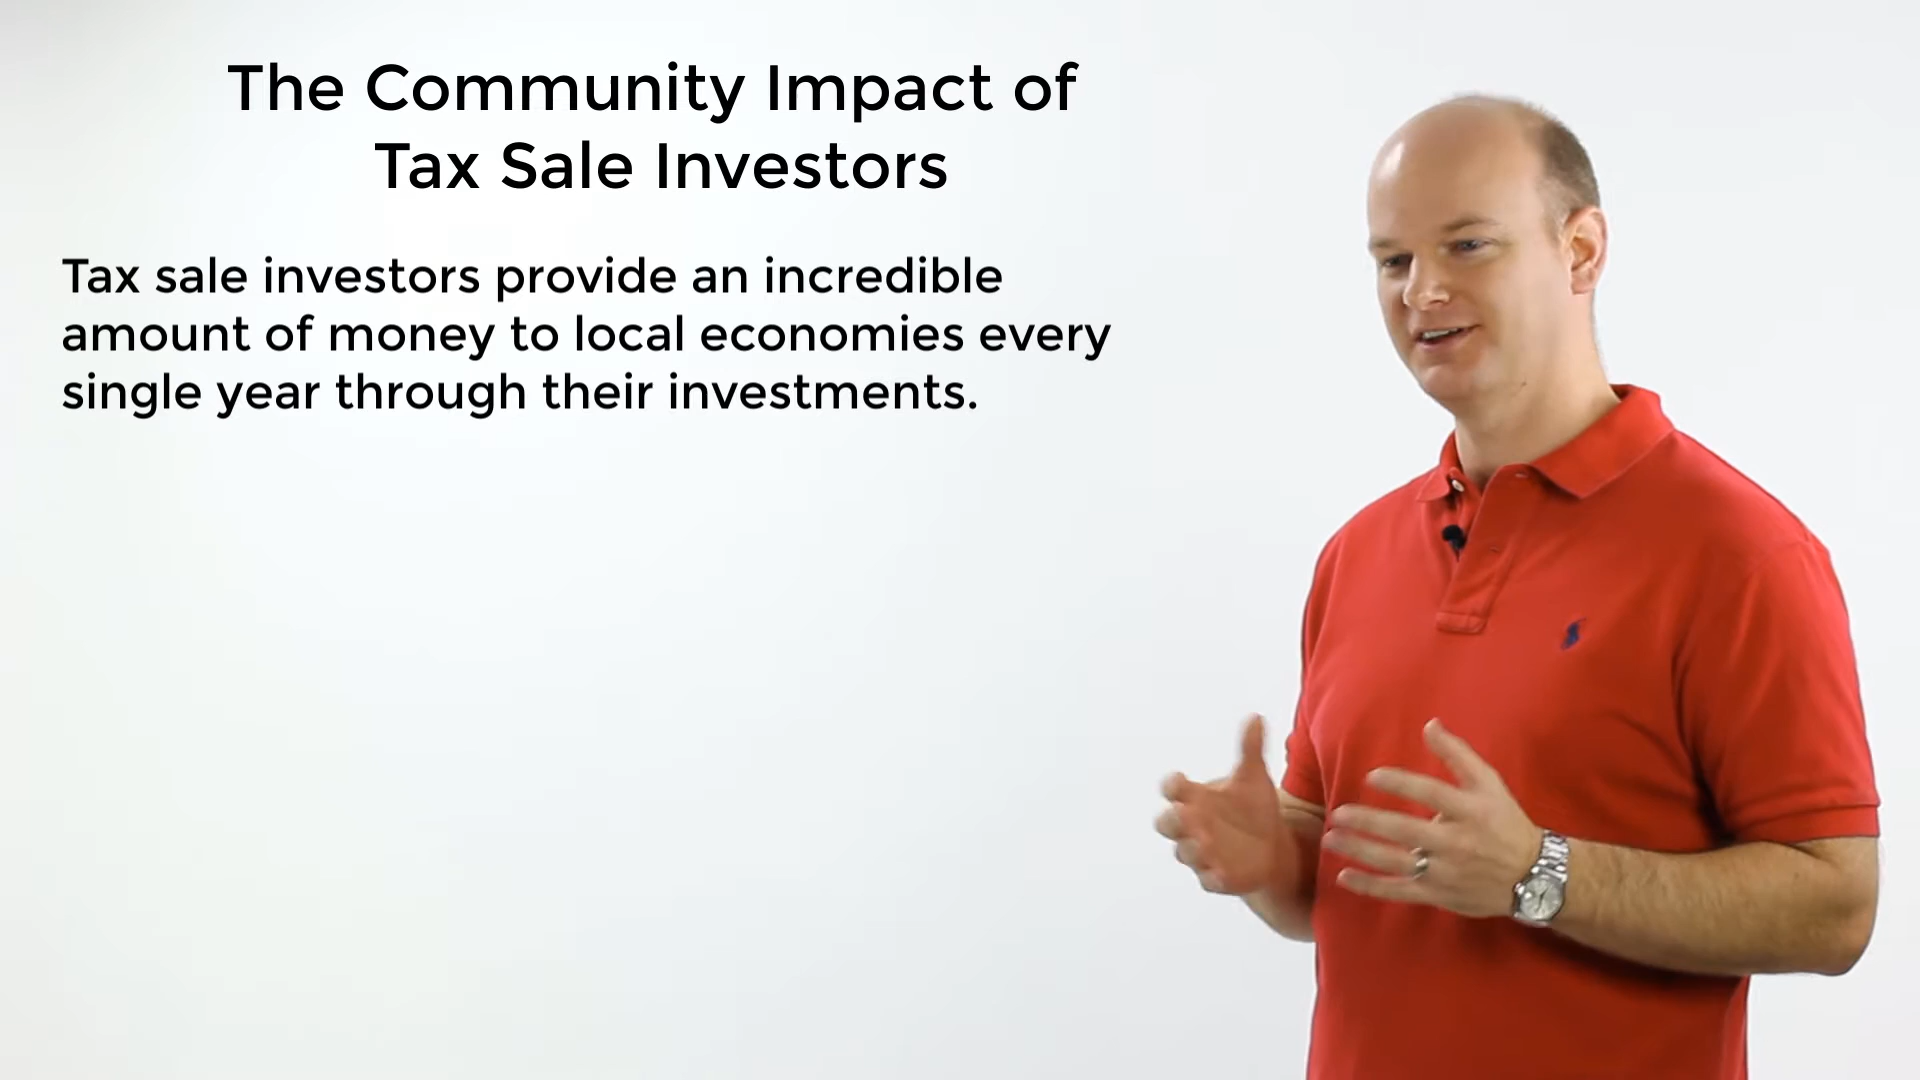 The Community Impact of
Tax Sale Investors
Tax sale investors provide an incredible
amount of money to local economies every
single year through their investments.